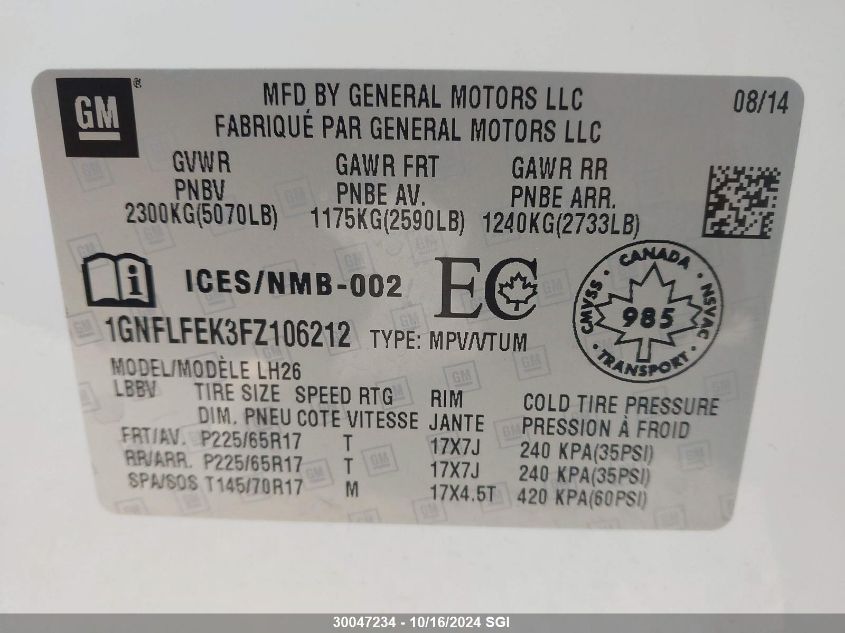 GM®
MFD BY GENERAL MOTORS LLC
08/14
FABRIQUÉ PAR GENERAL MOTORS LLC
GVWR GAWR FRT GAWR RR
PNBV PNBE AV. PNBE ARR.
2300KG(5070LB) 1175KG(2590LB) 1240KG(2733LB)
i ICES/NMB-002 EC
CANADA
CMVSS 985 NSVAC
TRANSPORT
1GNFLFEK3FZ106212 TYPE: MPV/VTUM
MODEL/MODÈLE LH26
LBBV TIRE SIZE SPEED RTG RIM COLD TIRE PRESSURE
DIM. PNEU COTE VITESSE JANTE PRESSION À FROID
FRT/AV. P225/65R17 T 17X7J 240 KPA(35PSI)
RR/ARR. P225/65R17 T 17X7J 240 KPA(35PSI)
SPA/SOS T145/70R17 M 17X4.5T 420 KPA(60PSI)
30047234 - 10/16/2024 SGI